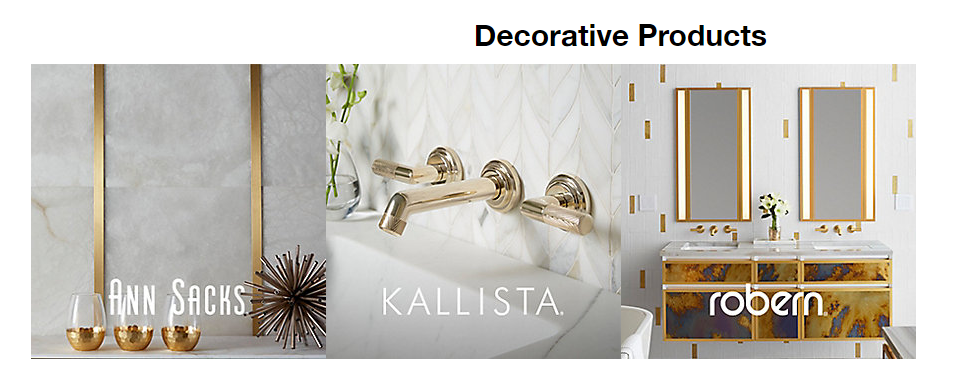 Decorative Products
Ann Sacks
KALLISTA®
robern®